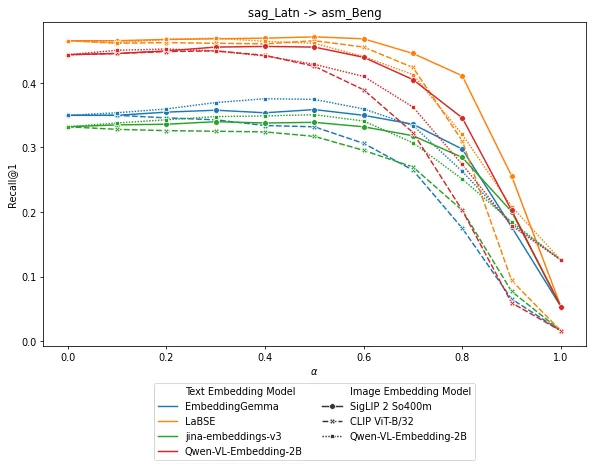 sag_Latn -> asm_Beng
Recall@1
0.4
0.3
0.2
0.1
0.0
0.0 0.2 0.4 0.6 0.8 1.0
α
Text Embedding Model
EmbeddingGemma
LaBSE
jina-embeddings-v3
Qwen-VL-Embedding-2B
Image Embedding Model
SigLIP 2 So400m
CLIP ViT-B/32
Qwen-VL-Embedding-2B